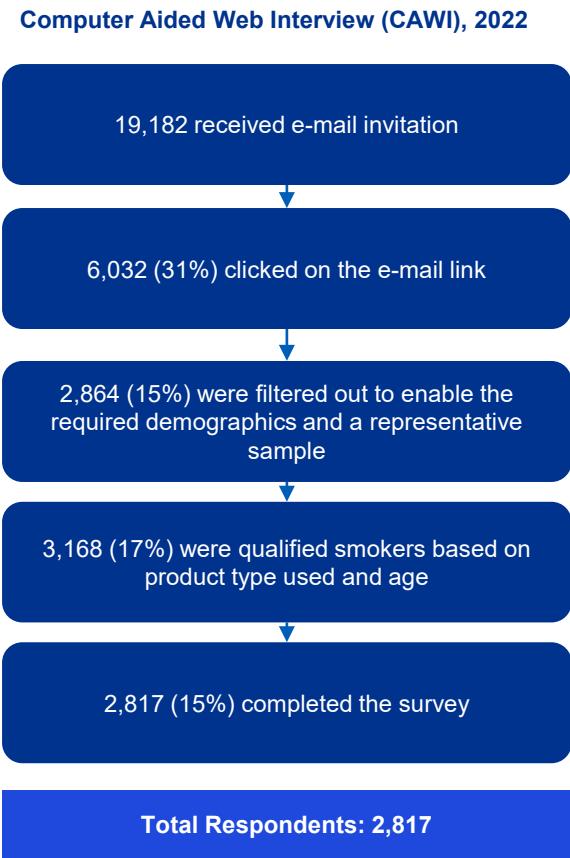 Computer Aided Web Interview (CAWI), 2022
19,182 received e-mail invitation
6,032 (31%) clicked on the e-mail link
2,864 (15%) were filtered out to enable the
required demographics and a representative
sample
3,168 (17%) were qualified smokers based on
product type used and age
2,817 (15%) completed the survey
Total Respondents: 2,817